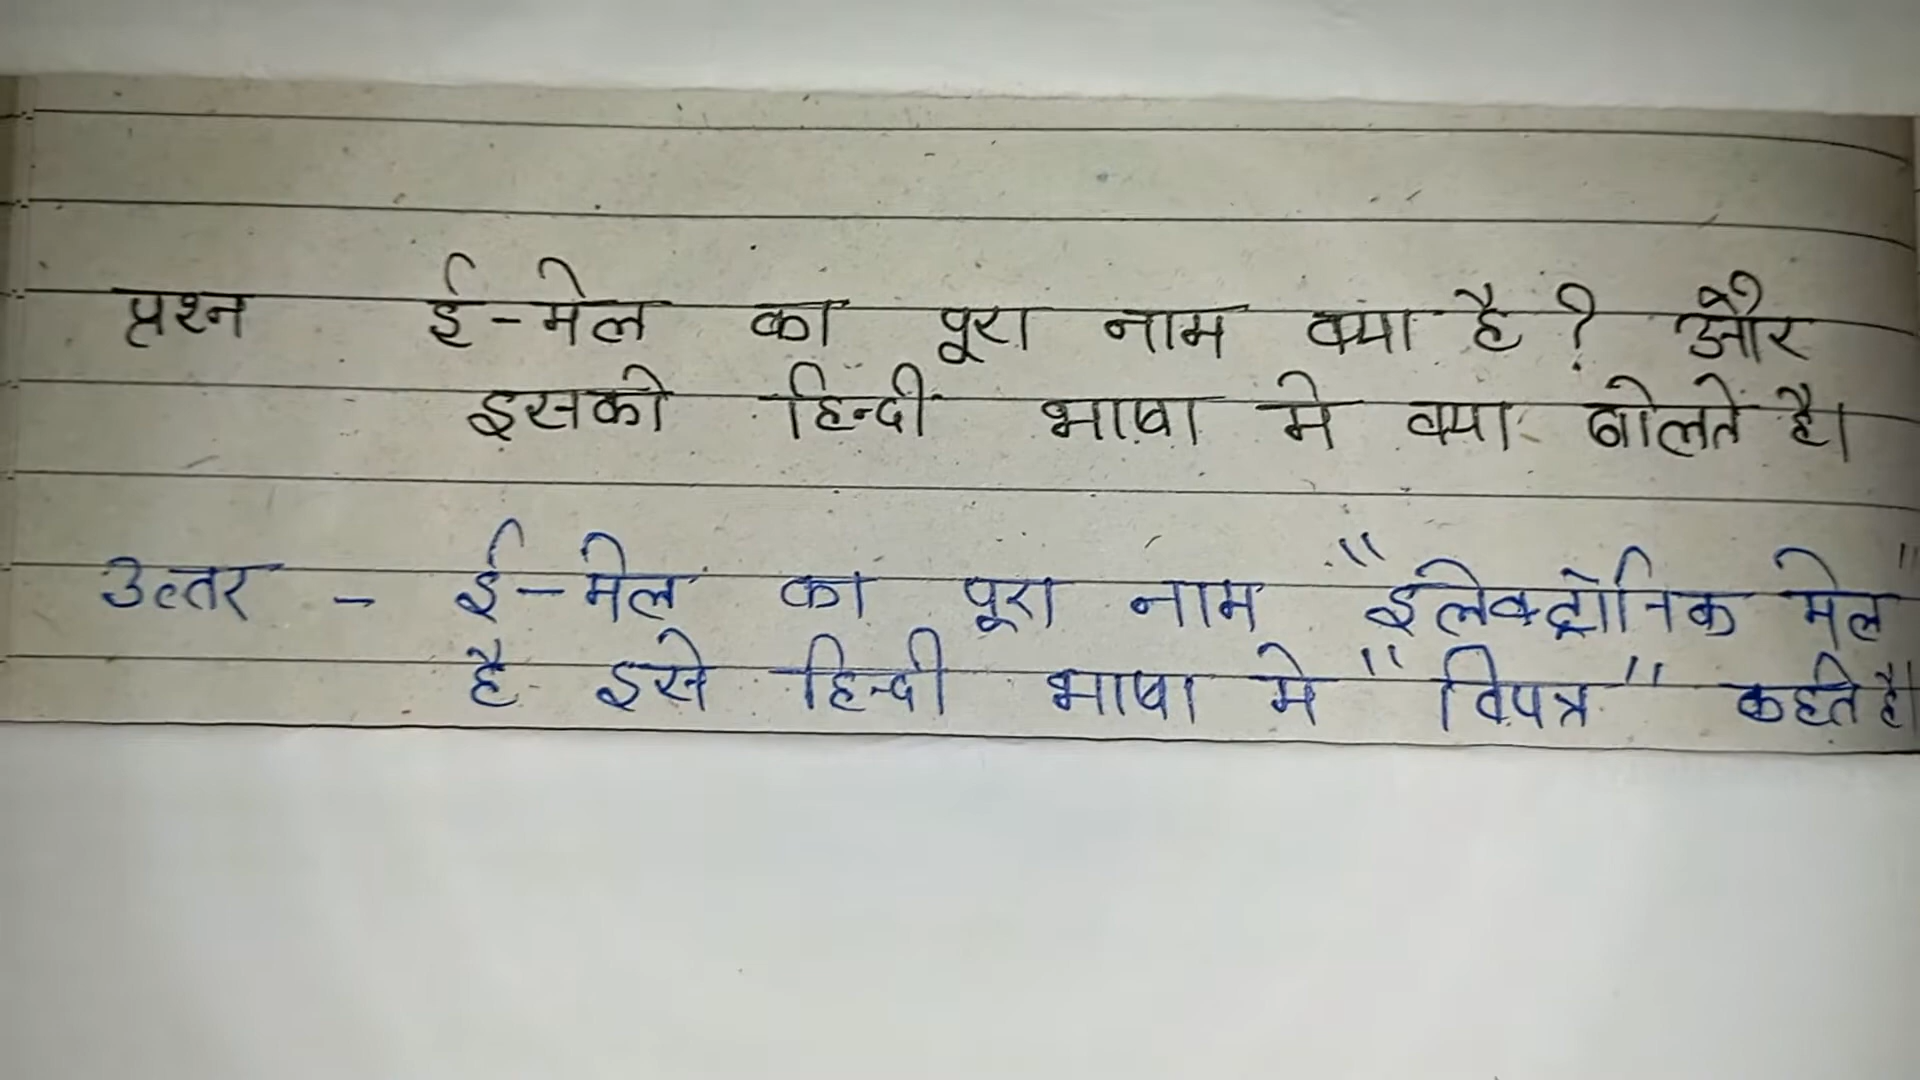 प्रश्न ई-मेल का पूरा नाम क्या है ? और
इसको हिन्दी भाषा मे क्या बोलते है।
उत्तर - ई-मेल का पूरा नाम "इलेक्ट्रॉनिक मेल"
है इसे हिन्दी भाषा मे "विपत्र" कहते है।